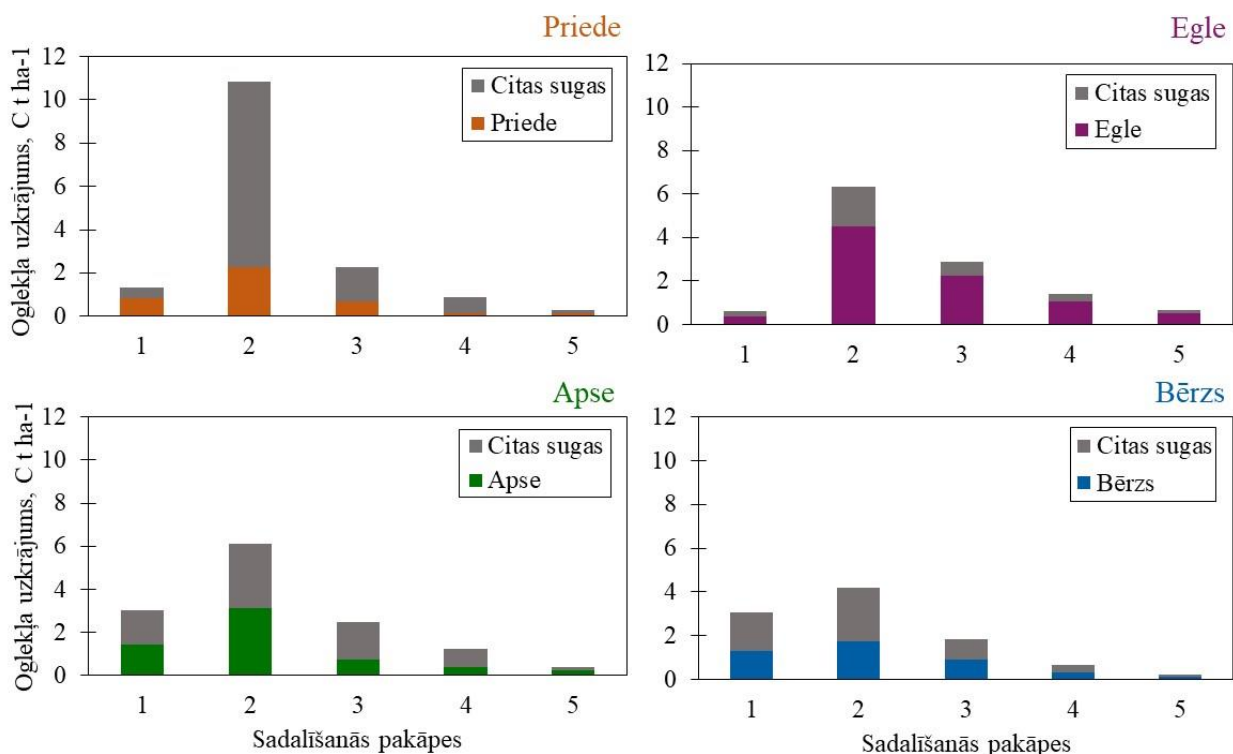 Priede
Oglekļa uzkrājums, C t ha-1
12
10
8
6
4
2
0
Citas sugas
Priede
1 2 3 4 5
Egle
12
10
8
6
4
2
0
Citas sugas
Egle
1 2 3 4 5
Apse
Oglekļa uzkrājums, C t ha-1
12
10
8
6
4
2
0
Citas sugas
Apse
1 2 3 4 5
Sadalīšanās pakāpes
Bērzs
12
10
8
6
4
2
0
Citas sugas
Bērzs
1 2 3 4 5
Sadalīšanās pakāpes